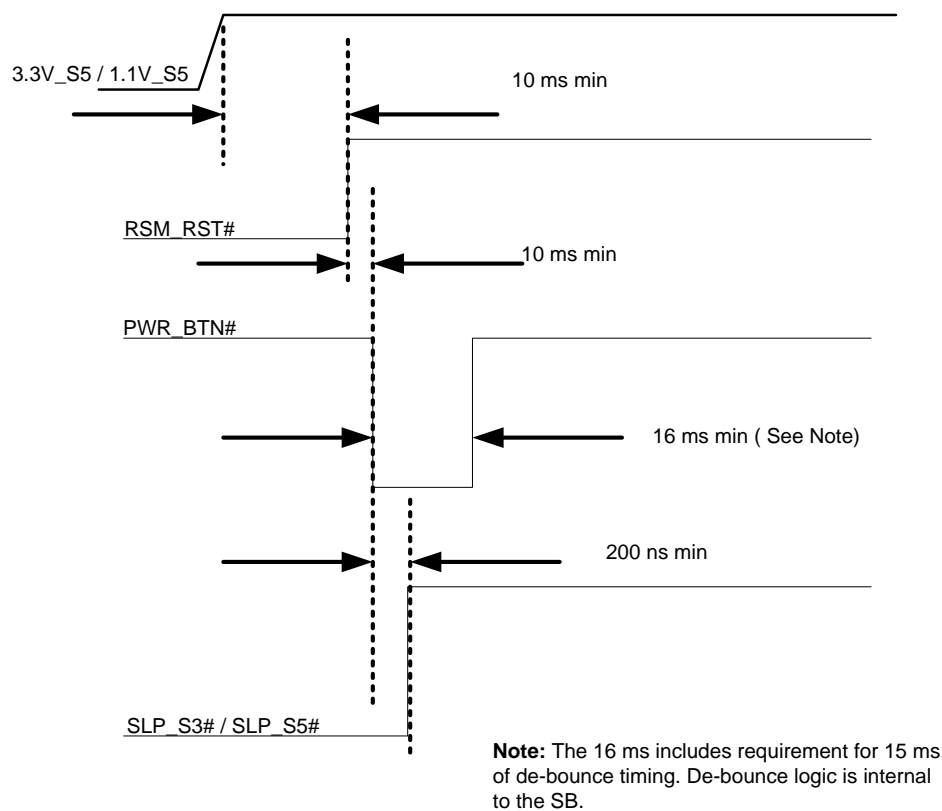 3.3V_S5 / 1.1V_S5
10 ms min
RSM_RST#
10 ms min
PWR_BTN#
16 ms min ( See Note)
200 ns min
SLP_S3# / SLP_S5#
Note: The 16 ms includes requirement for 15 ms
of de-bounce timing. De-bounce logic is internal
to the SB.